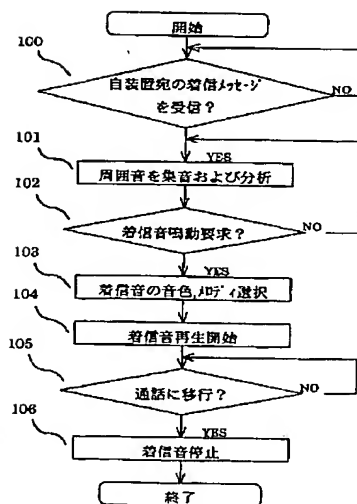 開始
100
自装置宛の着信メッセージ
を受信？
NO
YES
101
周囲音を集音および分析
102
着信音鳴動要求？
NO
YES
103
着信音の音色,メロディ選択
104
着信音再生開始
105
通話に移行？
NO
YES
106
着信音停止
終了